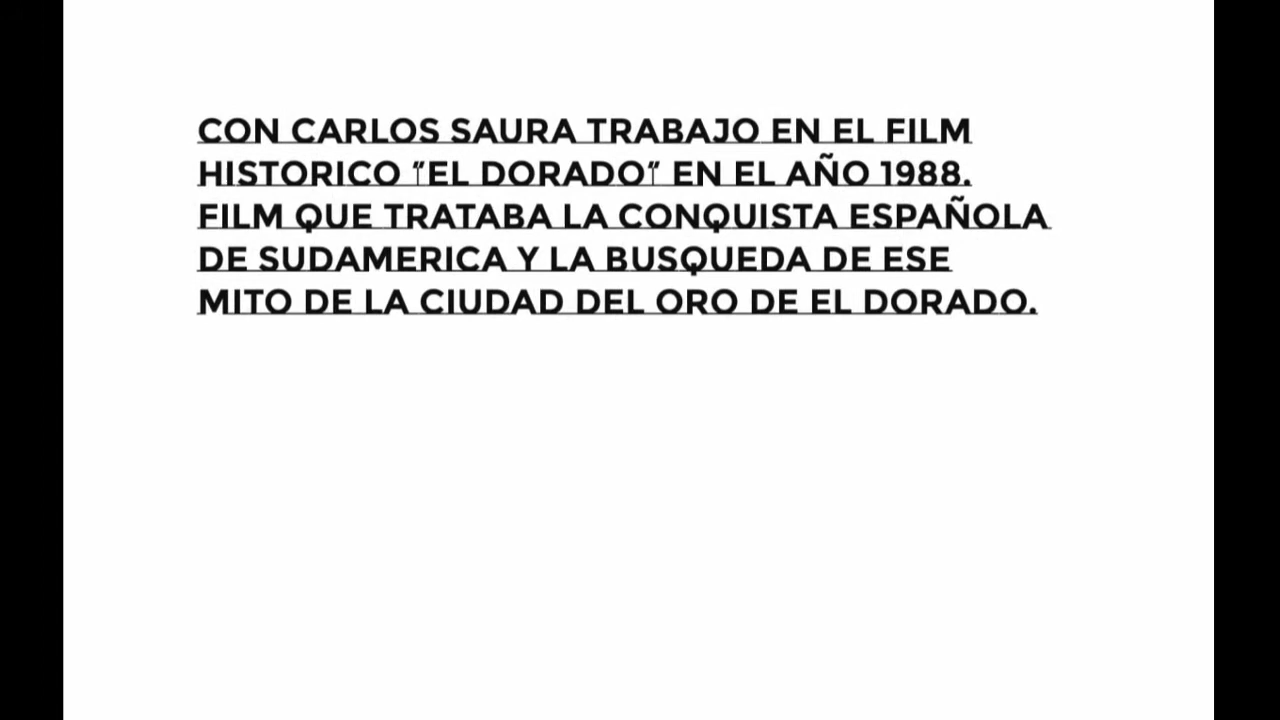 CON CARLOS SAURA TRABAJO EN EL FILM
HISTORICO "EL DORADO" EN EL AÑO 1988.
FILM QUE TRATABA LA CONQUISTA ESPAÑOLA
DE SUDAMERICA Y LA BUSQUEDA DE ESE
MITO DE LA CIUDAD DEL ORO DE EL DORADO.